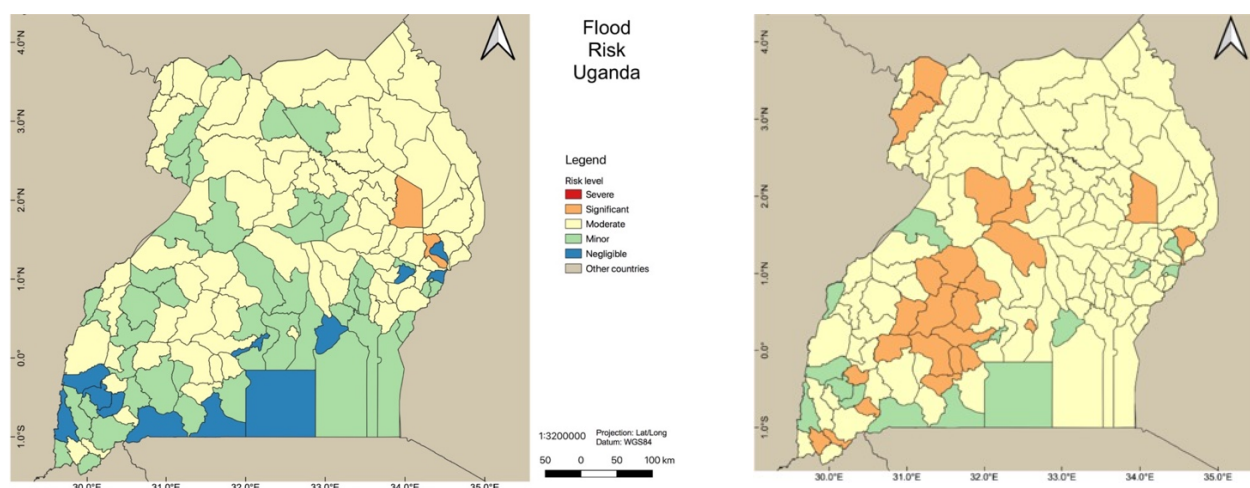 Flood
Risk
Uganda
4.0°N
3.0°N
2.0°N
1.0°N
0.0°
1.0°S
30.0°E
31.0°E
32.0°E
33.0°E
34.0°E
35.0°E
Legend
Risk level
Severe
Significant
Moderate
Minor
Negligible
Other countries
1:3200000
Projection: Lat/Long
Datum: WGS84
50 0 50 100 km
4.0°N
3.0°N
2.0°N
1.0°N
0.0°
1.0°S
30.0°E
31.0°E
32.0°E
33.0°E
34.0°E
35.0°E